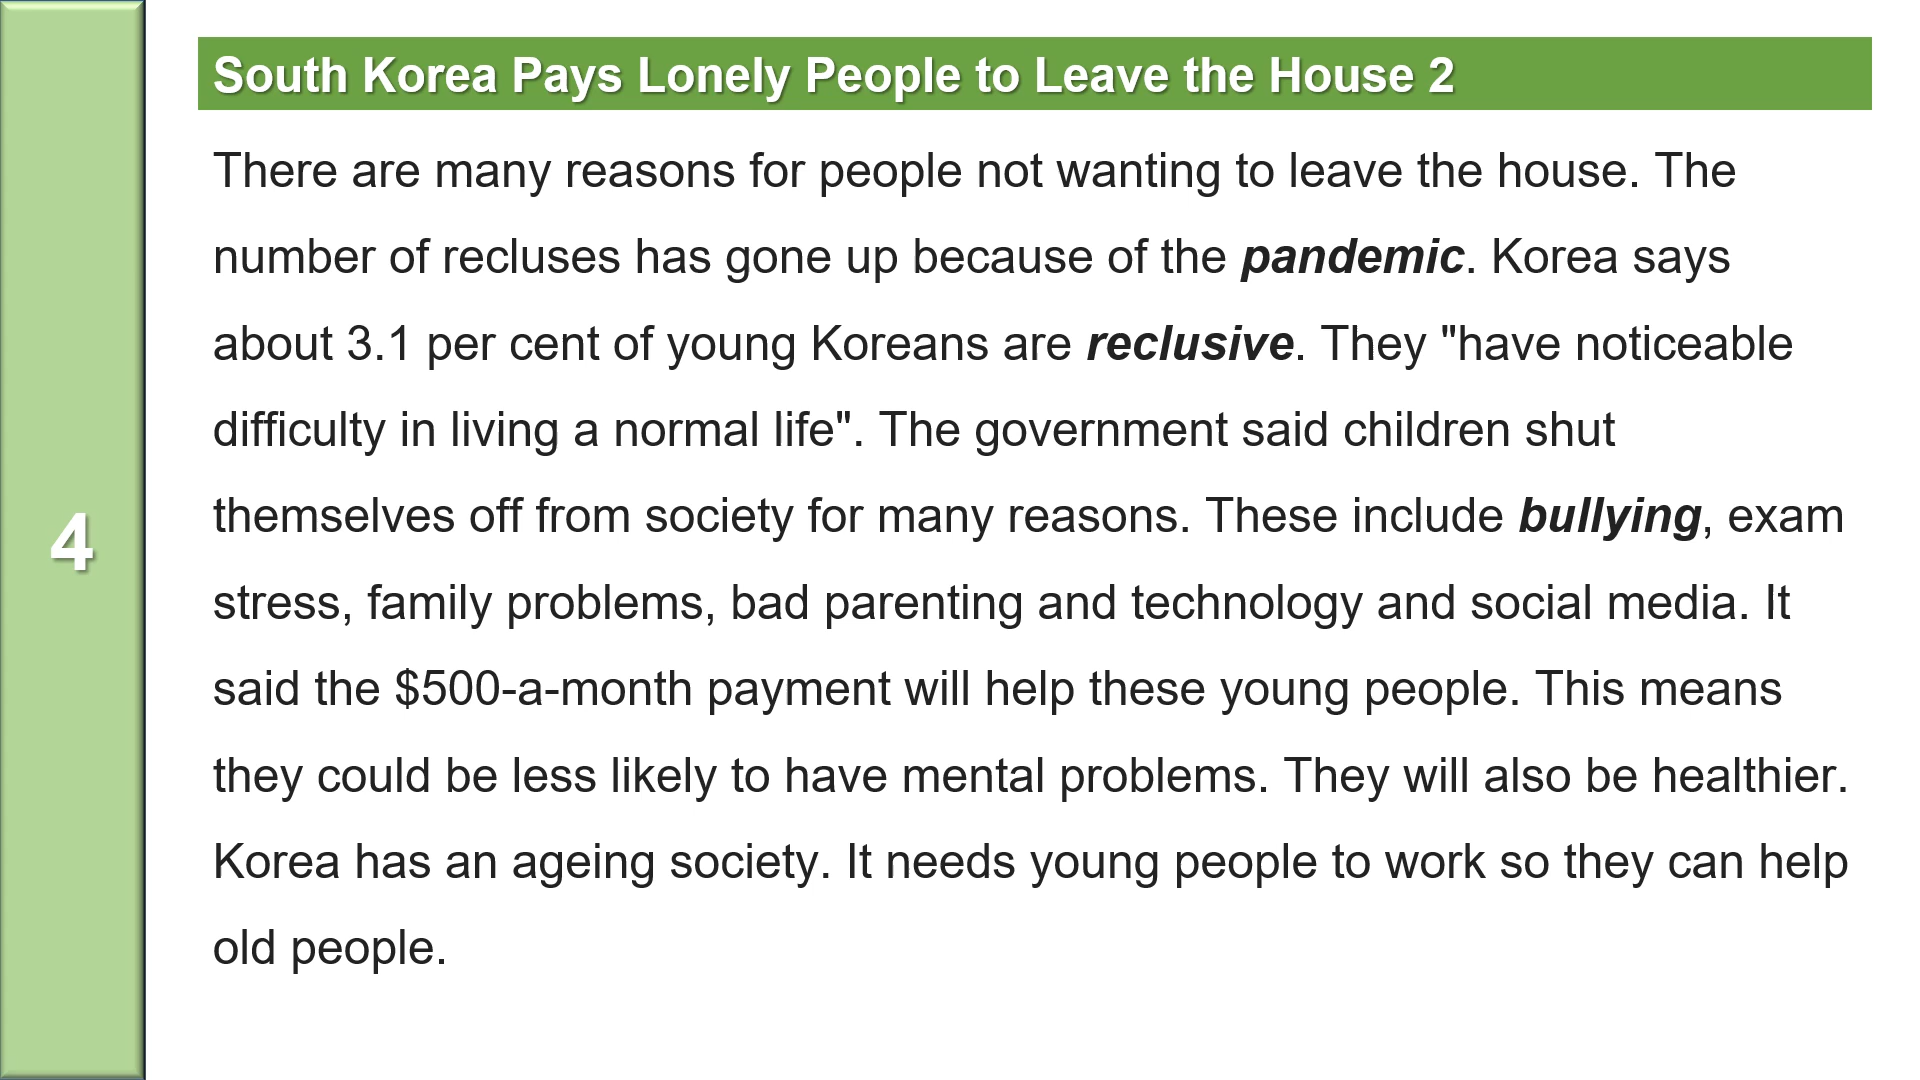 South Korea Pays Lonely People to Leave the House 2
There are many reasons for people not wanting to leave the house. The
number of recluses has gone up because of the pandemic. Korea says
about 3.1 per cent of young Koreans are reclusive. They "have noticeable
difficulty in living a normal life". The government said children shut
themselves off from society for many reasons. These include bullying, exam
stress, family problems, bad parenting and technology and social media. It
said the $500-a-month payment will help these young people. This means
they could be less likely to have mental problems. They will also be healthier.
Korea has an ageing society. It needs young people to work so they can help
old people.
4